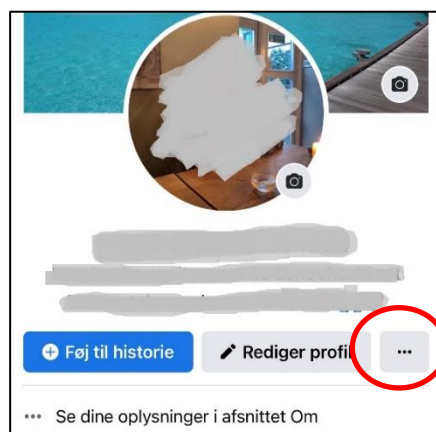 Føj til historie
Rediger profil
Se dine oplysninger i afsnittet Om